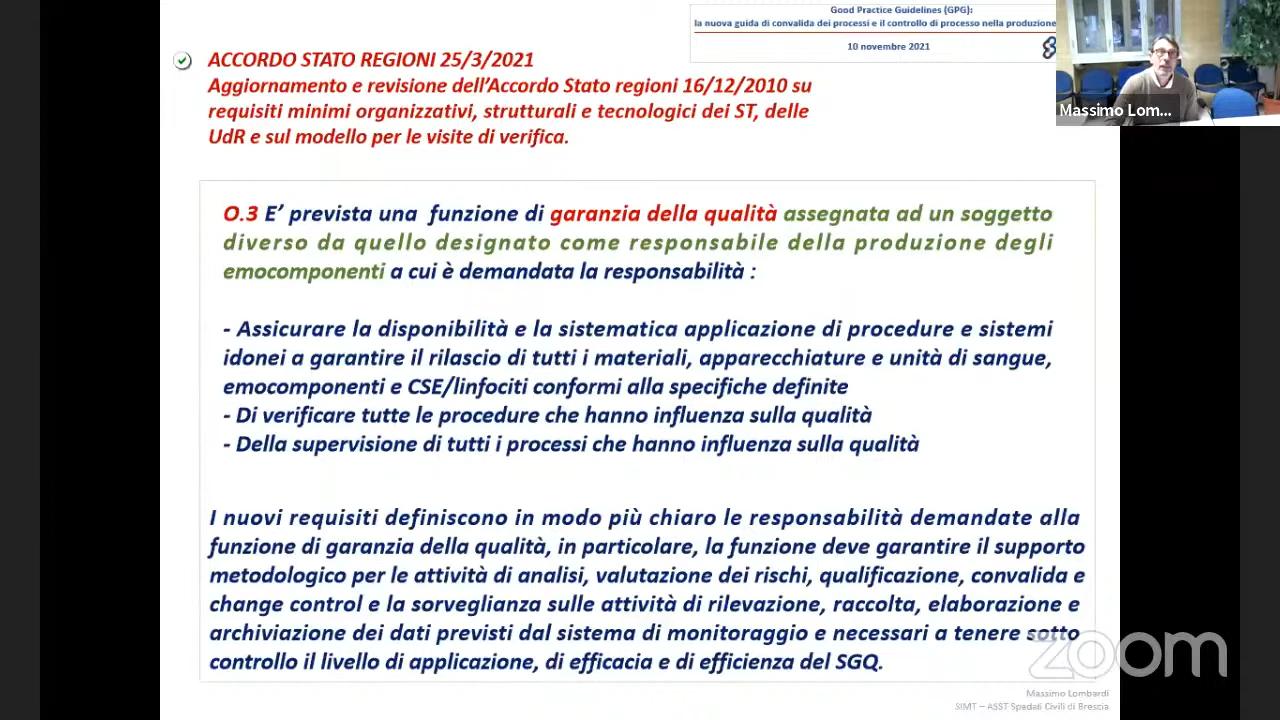 Good Practice Guidelines (GPG):
la nuova guida di convalida dei processi e il controllo di processo nella produzione
10 novembre 2021
Massimo Lom...
ACCORDO STATO REGIONI 25/3/2021
Aggiornamento e revisione dell'Accordo Stato regioni 16/12/2010 su
requisiti minimi organizzativi, strutturali e tecnologici dei ST, delle
UdR e sul modello per le visite di verifica.
O.3 E' prevista una funzione di garanzia della qualità assegnata ad un soggetto
diverso da quello designato come responsabile della produzione degli
emocomponenti a cui è demandata la responsabilità :
- Assicurare la disponibilità e la sistematica applicazione di procedure e sistemi
idonei a garantire il rilascio di tutti i materiali, apparecchiature e unità di sangue,
emocomponenti e CSE/linfociti conformi alla specifiche definite
- Di verificare tutte le procedure che hanno influenza sulla qualità
- Della supervisione di tutti i processi che hanno influenza sulla qualità
I nuovi requisiti definiscono in modo più chiaro le responsabilità demandate alla
funzione di garanzia della qualità, in particolare, la funzione deve garantire il supporto
metodologico per le attività di analisi, valutazione dei rischi, qualificazione, convalida e
change control e la sorveglianza sulle attività di rilevazione, raccolta, elaborazione e
archiviazione dei dati previsti dal sistema di monitoraggio e necessari a tenere sotto
controllo il livello di applicazione, di efficacia e di efficienza del SGQ.
zoom
Massimo Lombardi
SIMT – ASST Spedali Civili di Brescia